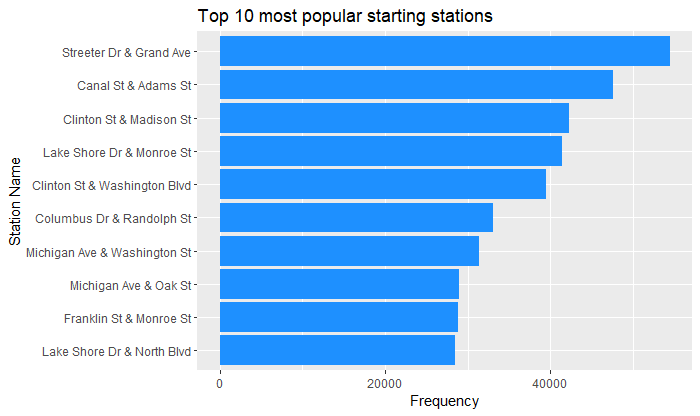 Top 10 most popular starting stations
Station Name
Streeter Dr & Grand Ave
Canal St & Adams St
Clinton St & Madison St
Lake Shore Dr & Monroe St
Clinton St & Washington Blvd
Columbus Dr & Randolph St
Michigan Ave & Washington St
Michigan Ave & Oak St
Franklin St & Monroe St
Lake Shore Dr & North Blvd
0 20000 40000
Frequency